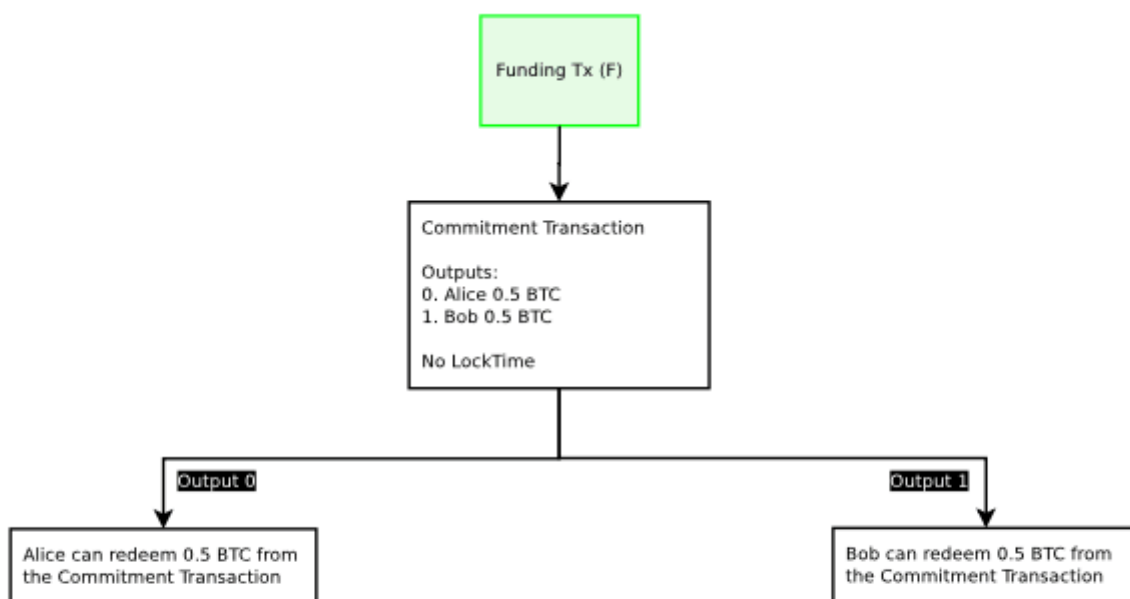 Funding Tx (F)
Commitment Transaction
Outputs:
0. Alice 0.5 BTC
1. Bob 0.5 BTC
No LockTime
Output 0
Output 1
Alice can redeem 0.5 BTC from
the Commitment Transaction
Bob can redeem 0.5 BTC from
the Commitment Transaction